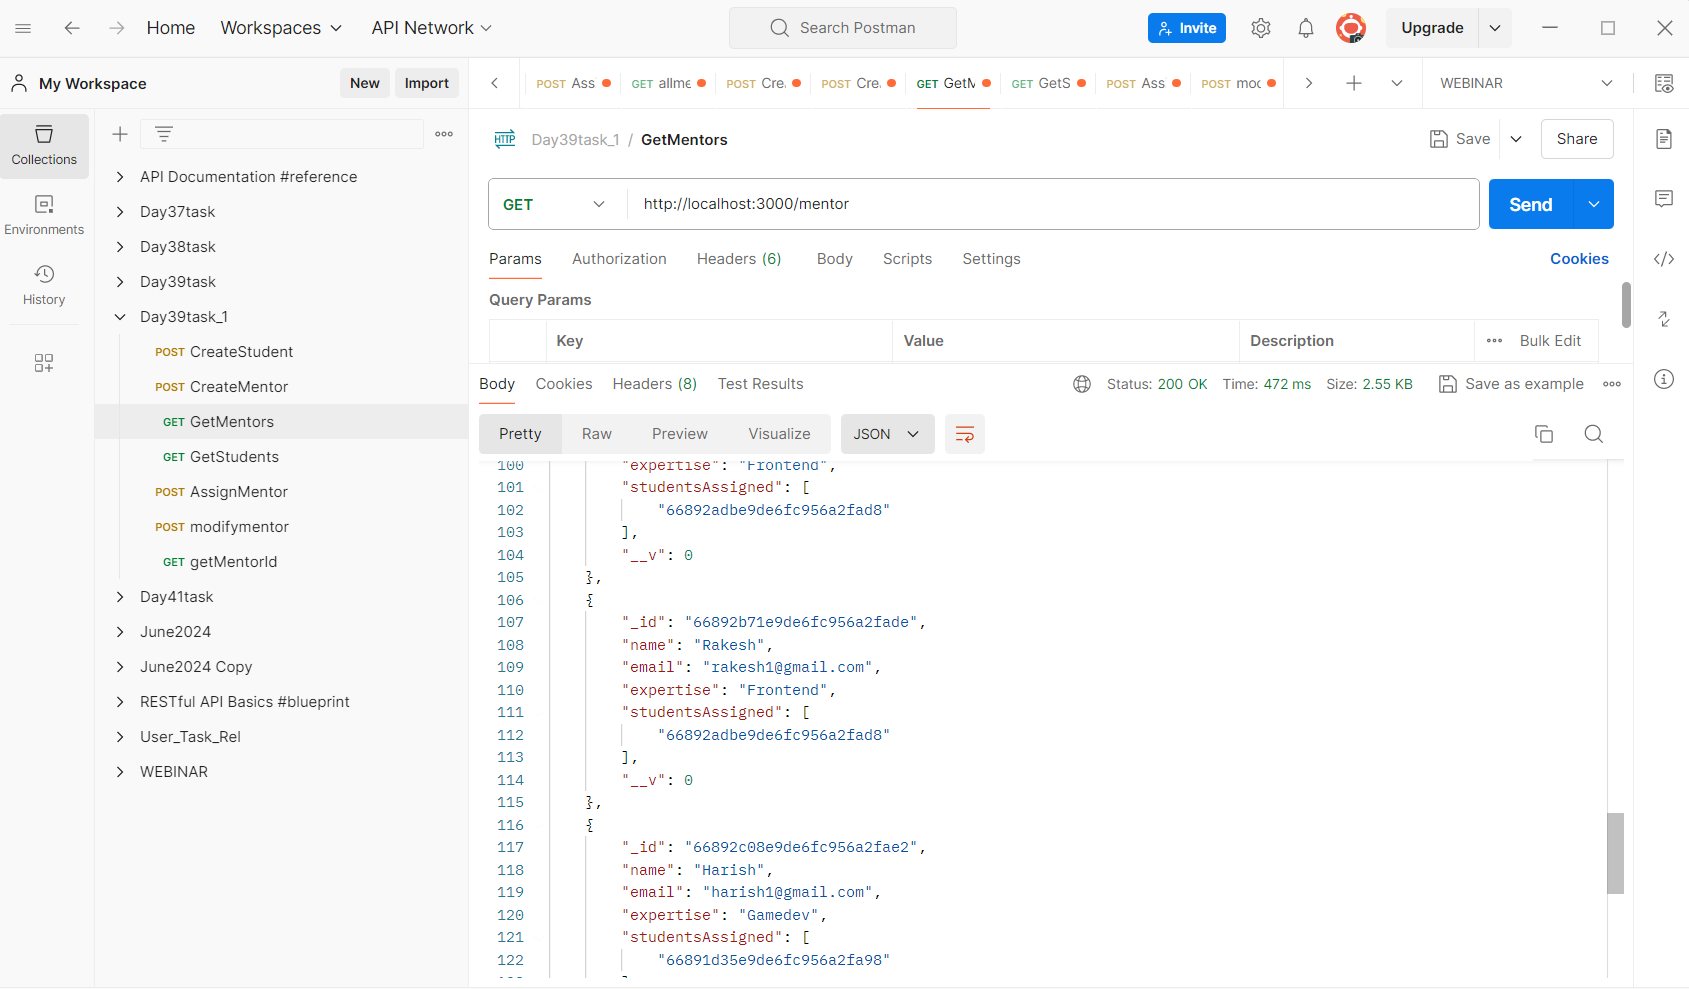 Home Workspaces API Network Search Postman Invite Upgrade
My Workspace New Import POST Ass GET allme POST Cre POST Cre GET GetM GET GetS POST Ass POST moc WEBINAR
Collections
Environments
History
API Documentation #reference
Day37task
Day38task
Day39task
Day39task_1
POST CreateStudent
POST CreateMentor
GET GetMentors
GET GetStudents
POST AssignMentor
POST modifymentor
GET getMentorId
Day41task
June2024
June2024 Copy
RESTful API Basics #blueprint
User_Task_Rel
WEBINAR
HTTP Day39task_1 / GetMentors Save Share
GET http://localhost:3000/mentor Send
Params Authorization Headers (6) Body Scripts Settings Cookies
Query Params
Key Value Description Bulk Edit
Body Cookies Headers (8) Test Results Status: 200 OK Time: 472 ms Size: 2.55 KB Save as example
Pretty Raw Preview Visualize JSON
100 "expertise": "Frontend",
101 "studentsAssigned": [
102 "66892adbe9de6fc956a2fad8"
103 ],
104 "__v": 0
105 },
106 {
107 "_id": "66892b71e9de6fc956a2fade",
108 "name": "Rakesh",
109 "email": "rakesh1@gmail.com",
110 "expertise": "Frontend",
111 "studentsAssigned": [
112 "66892adbe9de6fc956a2fad8"
113 ],
114 "__v": 0
115 },
116 {
117 "_id": "66892c08e9de6fc956a2fae2",
118 "name": "Harish",
119 "email": "harish1@gmail.com",
120 "expertise": "Gamedev",
121 "studentsAssigned": [
122 "66891d35e9de6fc956a2fa98"